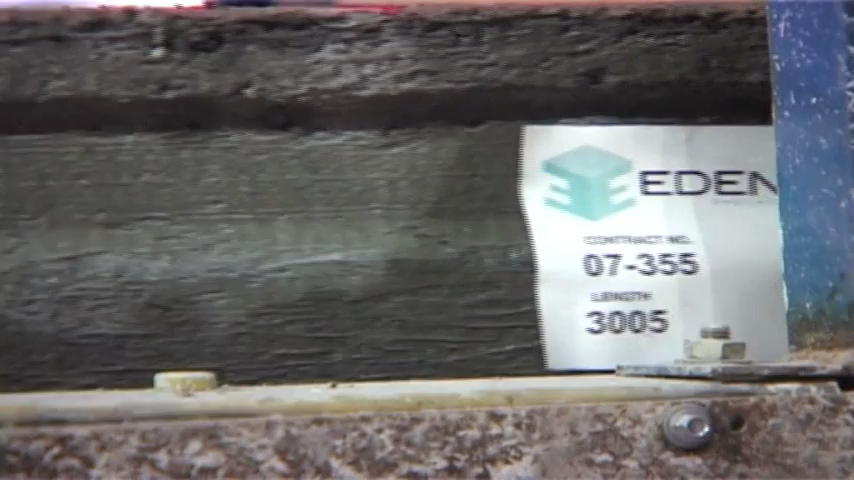 EDEN
CONTRACT NO.
07-355
LENGTH
3005